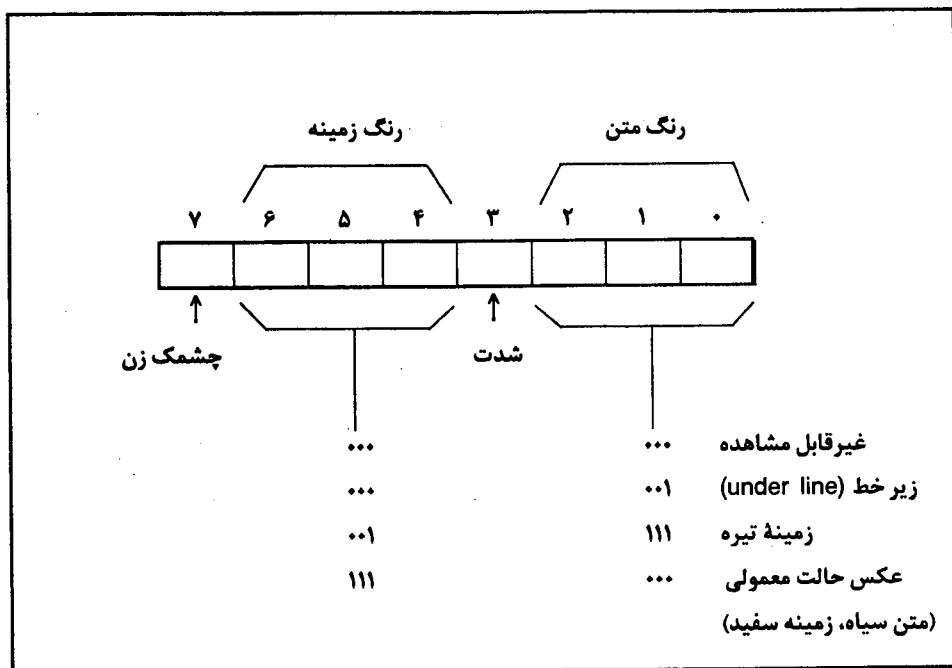 رنگ متن رنگ زمینه
۷ ۶ ۵ ۴ ۳ ۲ ۱ ۰
چشمک زن شدت
غیرقابل مشاهده ۰۰۰ ۰۰۰
زیر خط (under line) ۰۰۱ ۰۰۰
زمینهٔ تیره ۱۱۱ ۰۰۱
عکس حالت معمولی ۰۰۰ ۱۱۱
(متن سیاه، زمینه سفید)